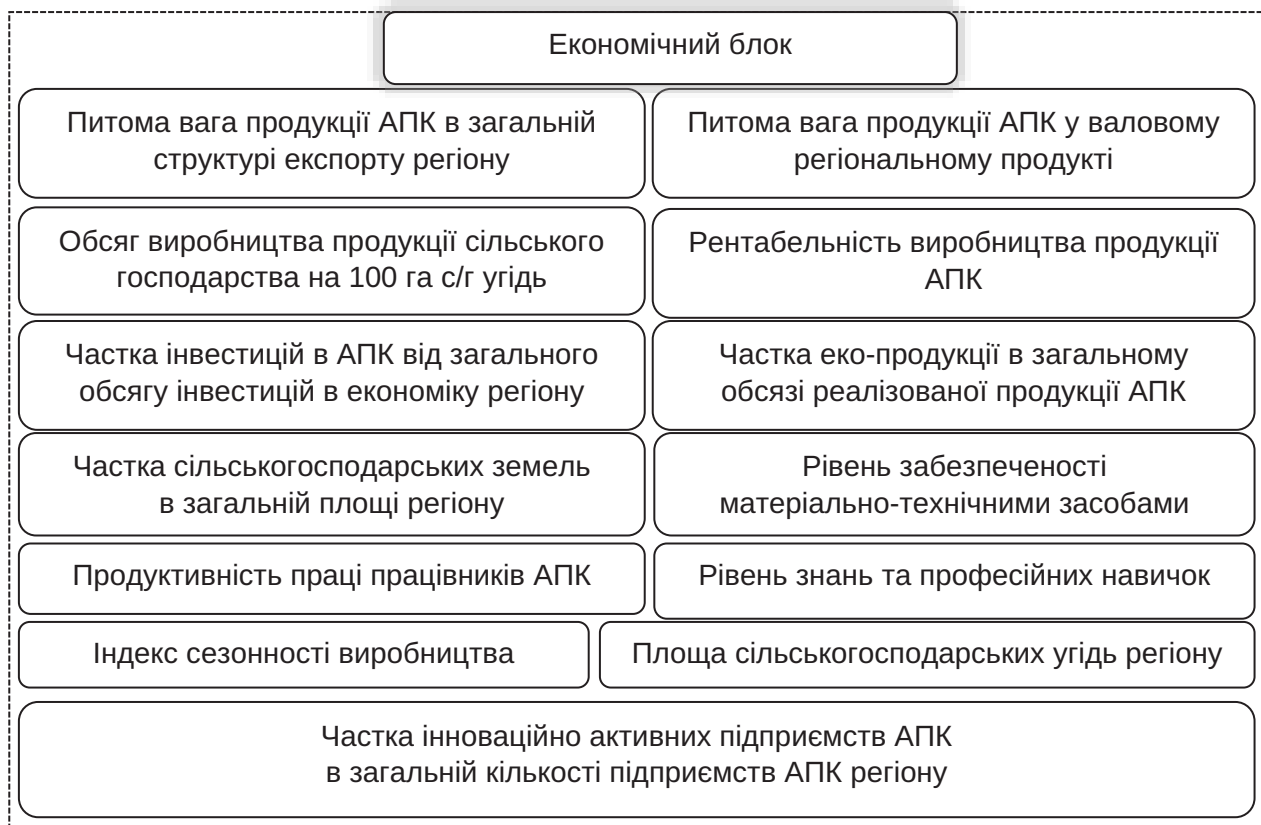 Економічний блок
Питома вага продукції АПК в загальній
структурі експорту регіону
Питома вага продукції АПК у валовому
регіональному продукті
Обсяг виробництва продукції сільського
господарства на 100 га с/г угідь
Рентабельність виробництва продукції
АПК
Частка інвестицій в АПК від загального
обсягу інвестицій в економіку регіону
Частка еко-продукції в загальному
обсязі реалізованої продукції АПК
Частка сільськогосподарських земель
в загальній площі регіону
Рівень забезпеченості
матеріально-технічними засобами
Продуктивність праці працівників АПК
Рівень знань та професійних навичок
Індекс сезонності виробництва
Площа сільськогосподарських угідь регіону
Частка інноваційно активних підприємств АПК
в загальній кількості підприємств АПК регіону